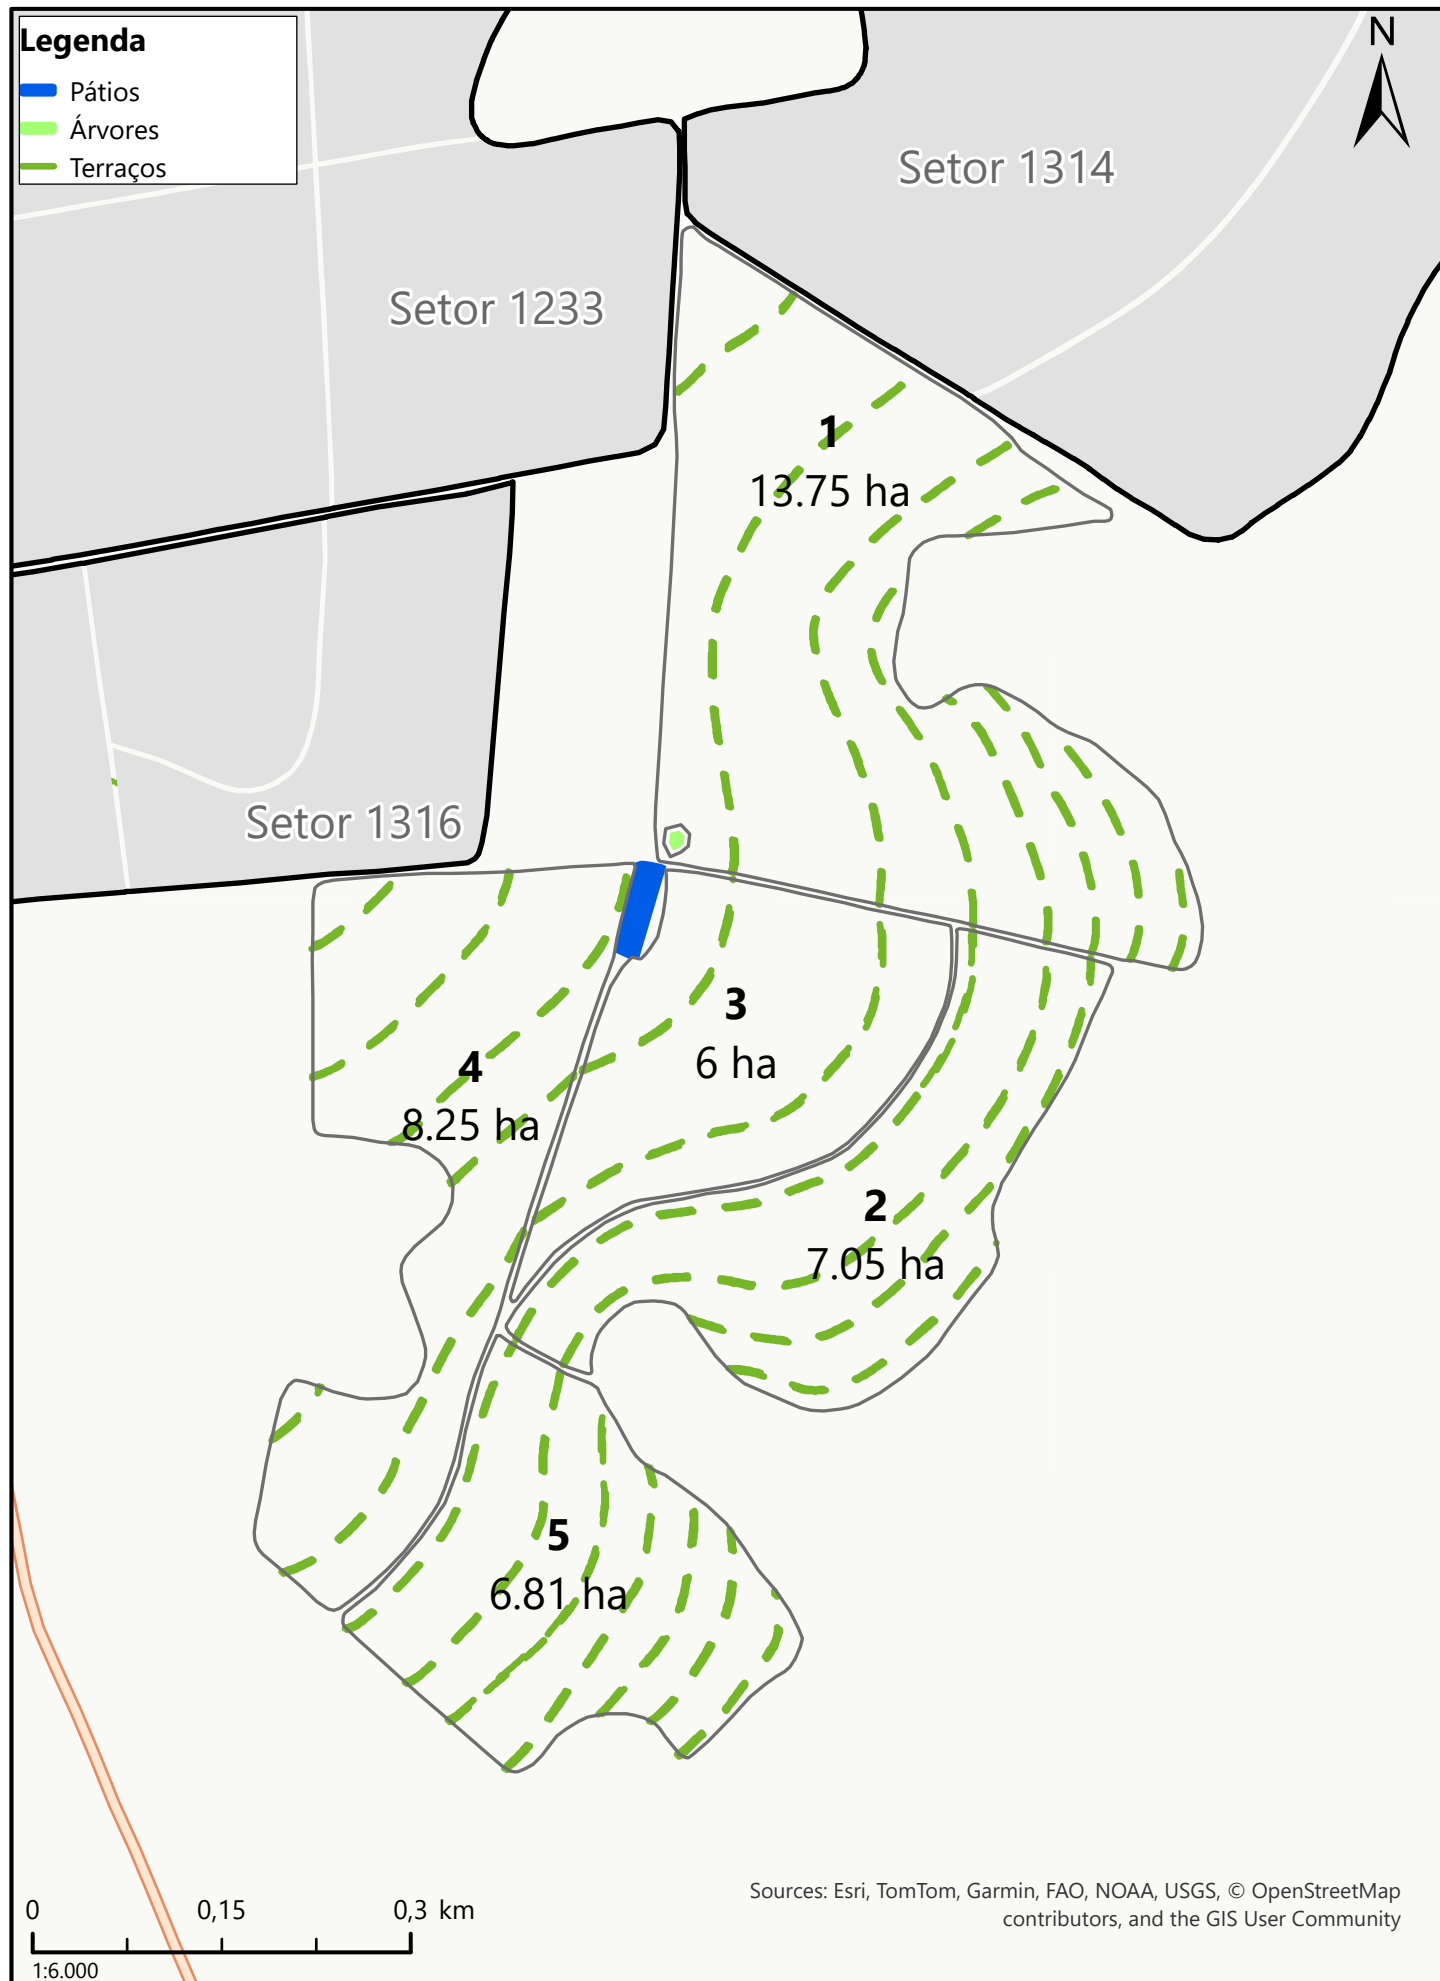 Legenda
Pátios
Árvores
Terraços
N
Setor 1314
Setor 1233
1
13.75 ha
Setor 1316
3
6 ha
4
8.25 ha
2
7.05 ha
5
6.81 ha
0 0,15 0,3 km
1:6.000
Sources: Esri, TomTom, Garmin, FAO, NOAA, USGS, © OpenStreetMap
contributors, and the GIS User Community